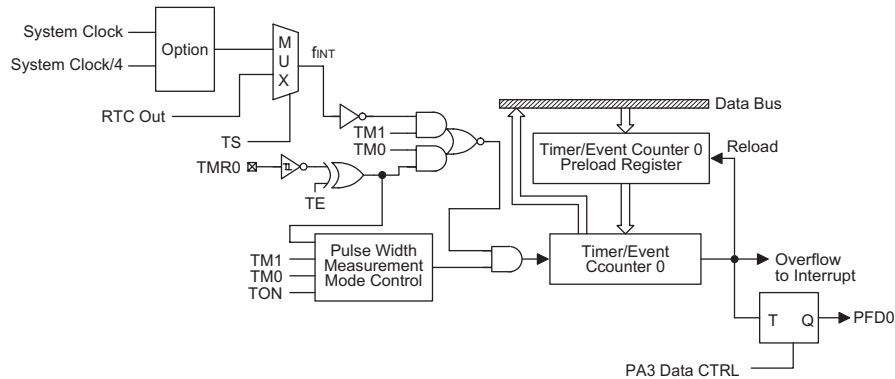 System Clock
System Clock/4
Option
M
U
X
fINT
RTC Out
TS
TM1
TM0
TMR0
TE
Data Bus
Timer/Event Counter 0
Preload Register
Reload
TM1
TM0
TON
Pulse Width
Measurement
Mode Control
Timer/Event
Ccounter 0
Overflow
to Interrupt
T Q
PFD0
PA3 Data CTRL